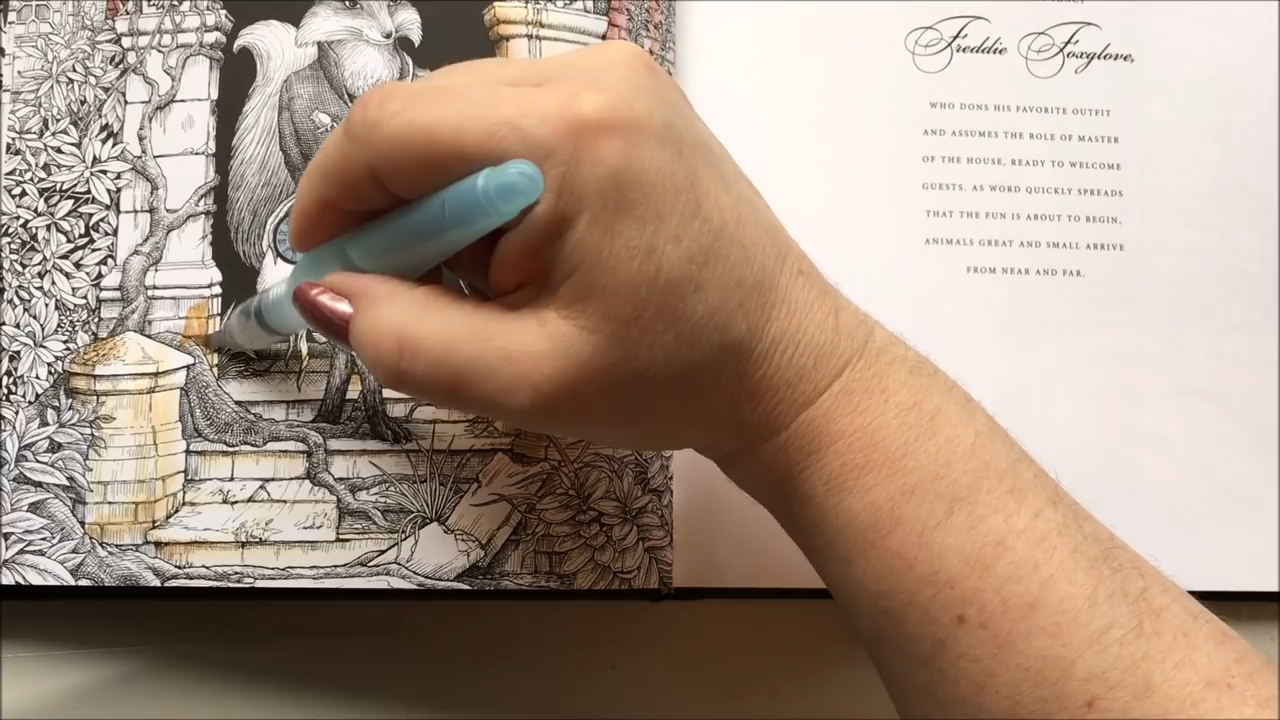 Freddie Foxglove,
WHO DONS HIS FAVORITE OUTFIT
AND ASSUMES THE ROLE OF MASTER
OF THE HOUSE, READY TO WELCOME
GUESTS. AS WORD QUICKLY SPREADS
THAT THE FUN IS ABOUT TO BEGIN,
ANIMALS GREAT AND SMALL ARRIVE
FROM NEAR AND FAR.